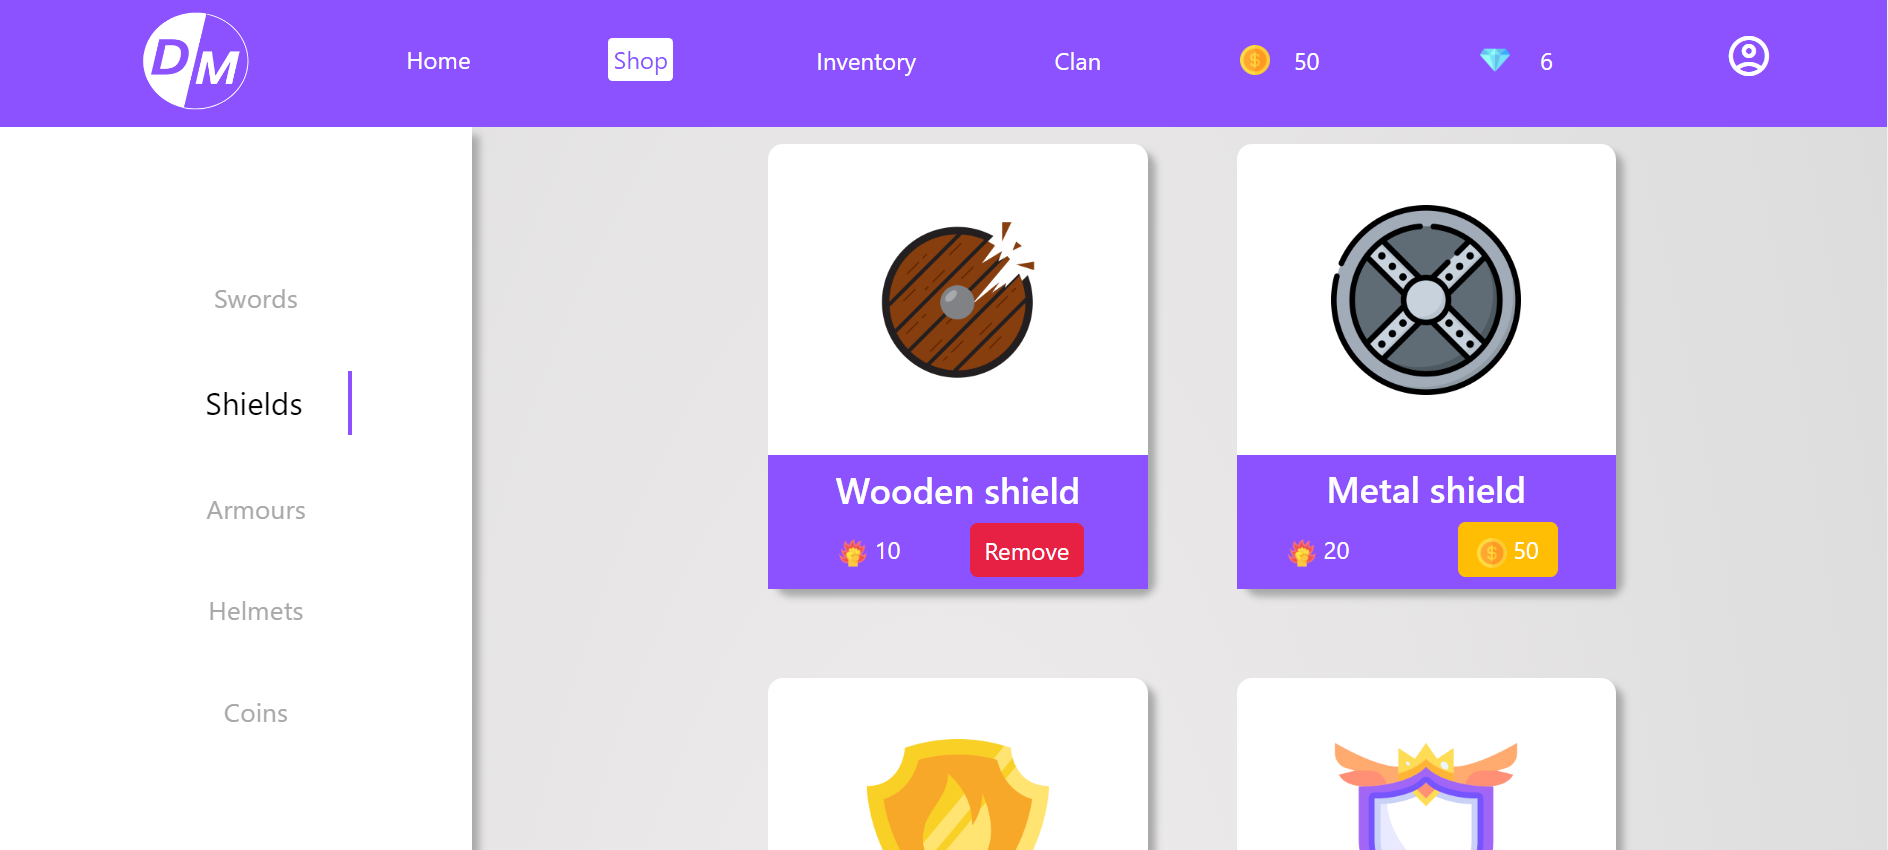 DM
Home
Shop
Inventory
Clan
50
6
Swords
Shields
Armours
Helmets
Coins
Wooden shield
10
Remove
Metal shield
20
50